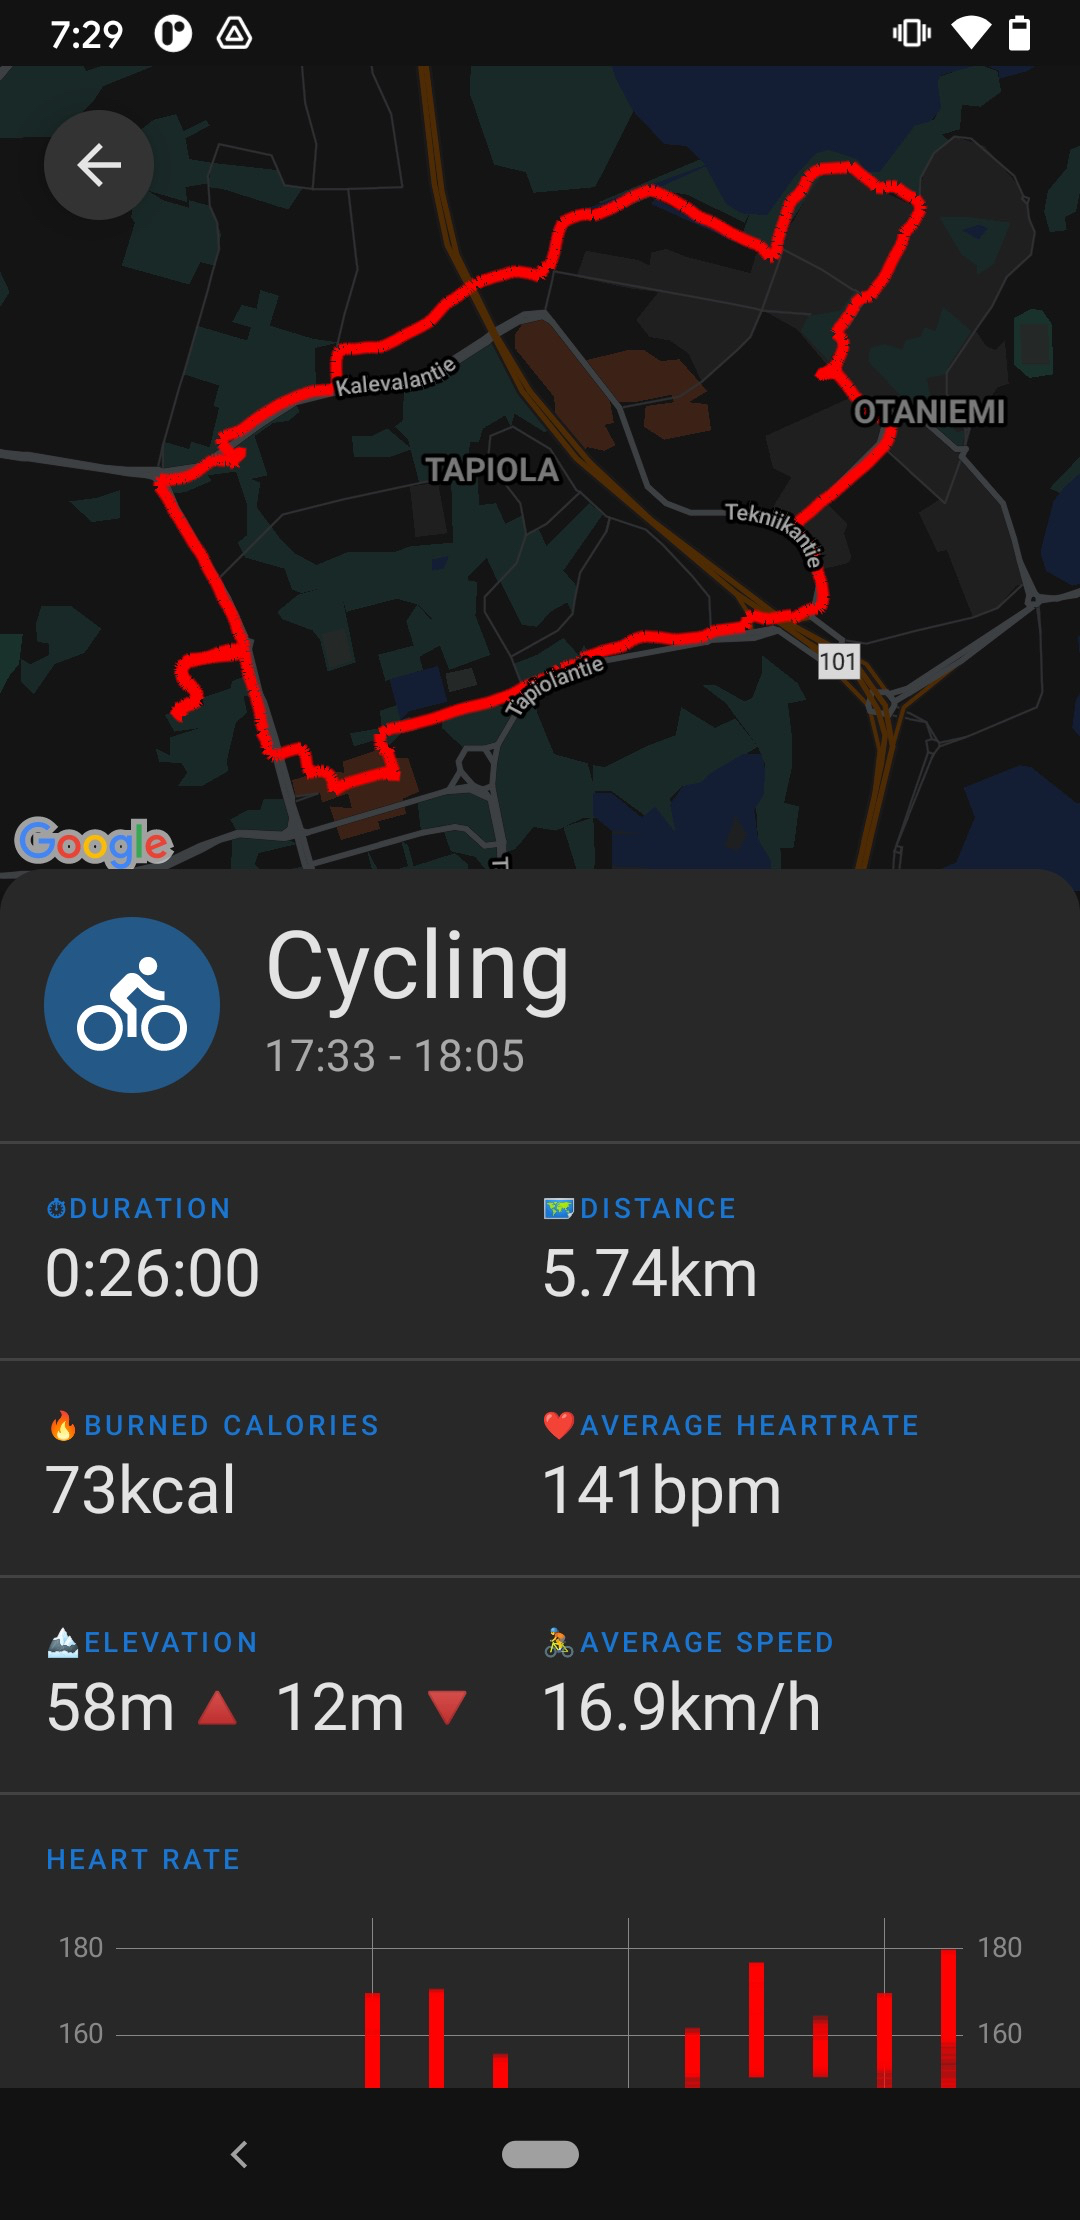 7:29
Kalevalantie
OTANIEMI
TAPIOLA
Tekniikantie
101
Tapiolantie
Google
T
Cycling
17:33 - 18:05
DURATION
DISTANCE
0:26:00
5.74km
BURNED CALORIES
AVERAGE HEARTRATE
73kcal
141bpm
ELEVATION
AVERAGE SPEED
58m🔺 12m🔻
16.9km/h
HEART RATE
180
180
160
160